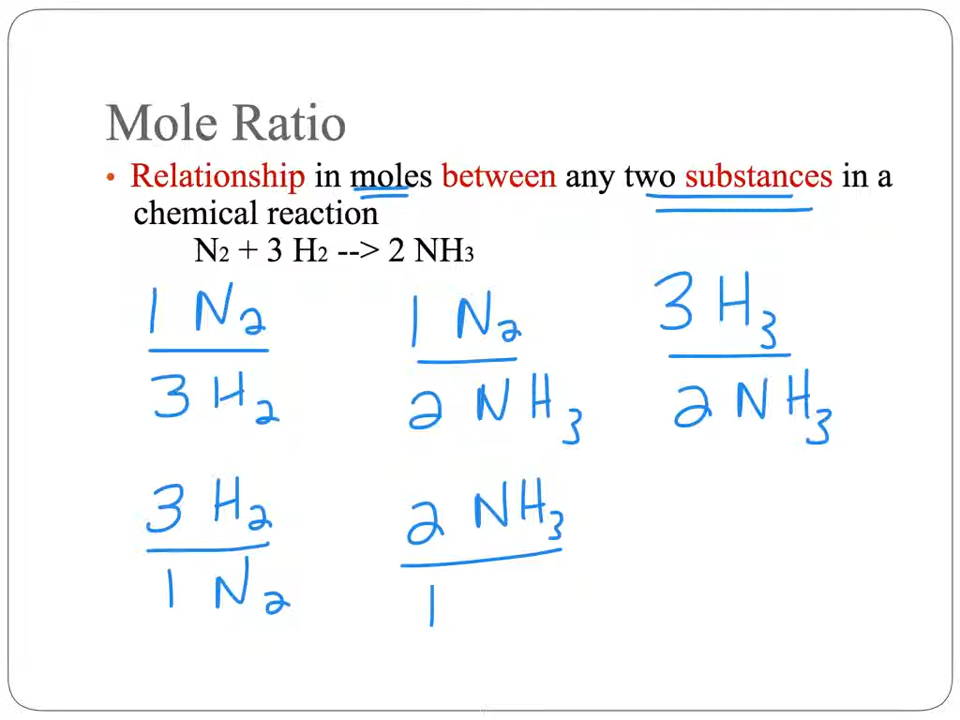 Mole Ratio
• Relationship in moles between any two substances in a
chemical reaction
N₂ + 3 H₂ --> 2 NH₃
1 N₂ 1 N₂ 3 H₃
3 H₂ 2 NH₃ 2 NH₃
3 H₂ 2 NH₃
1 N₂ 1